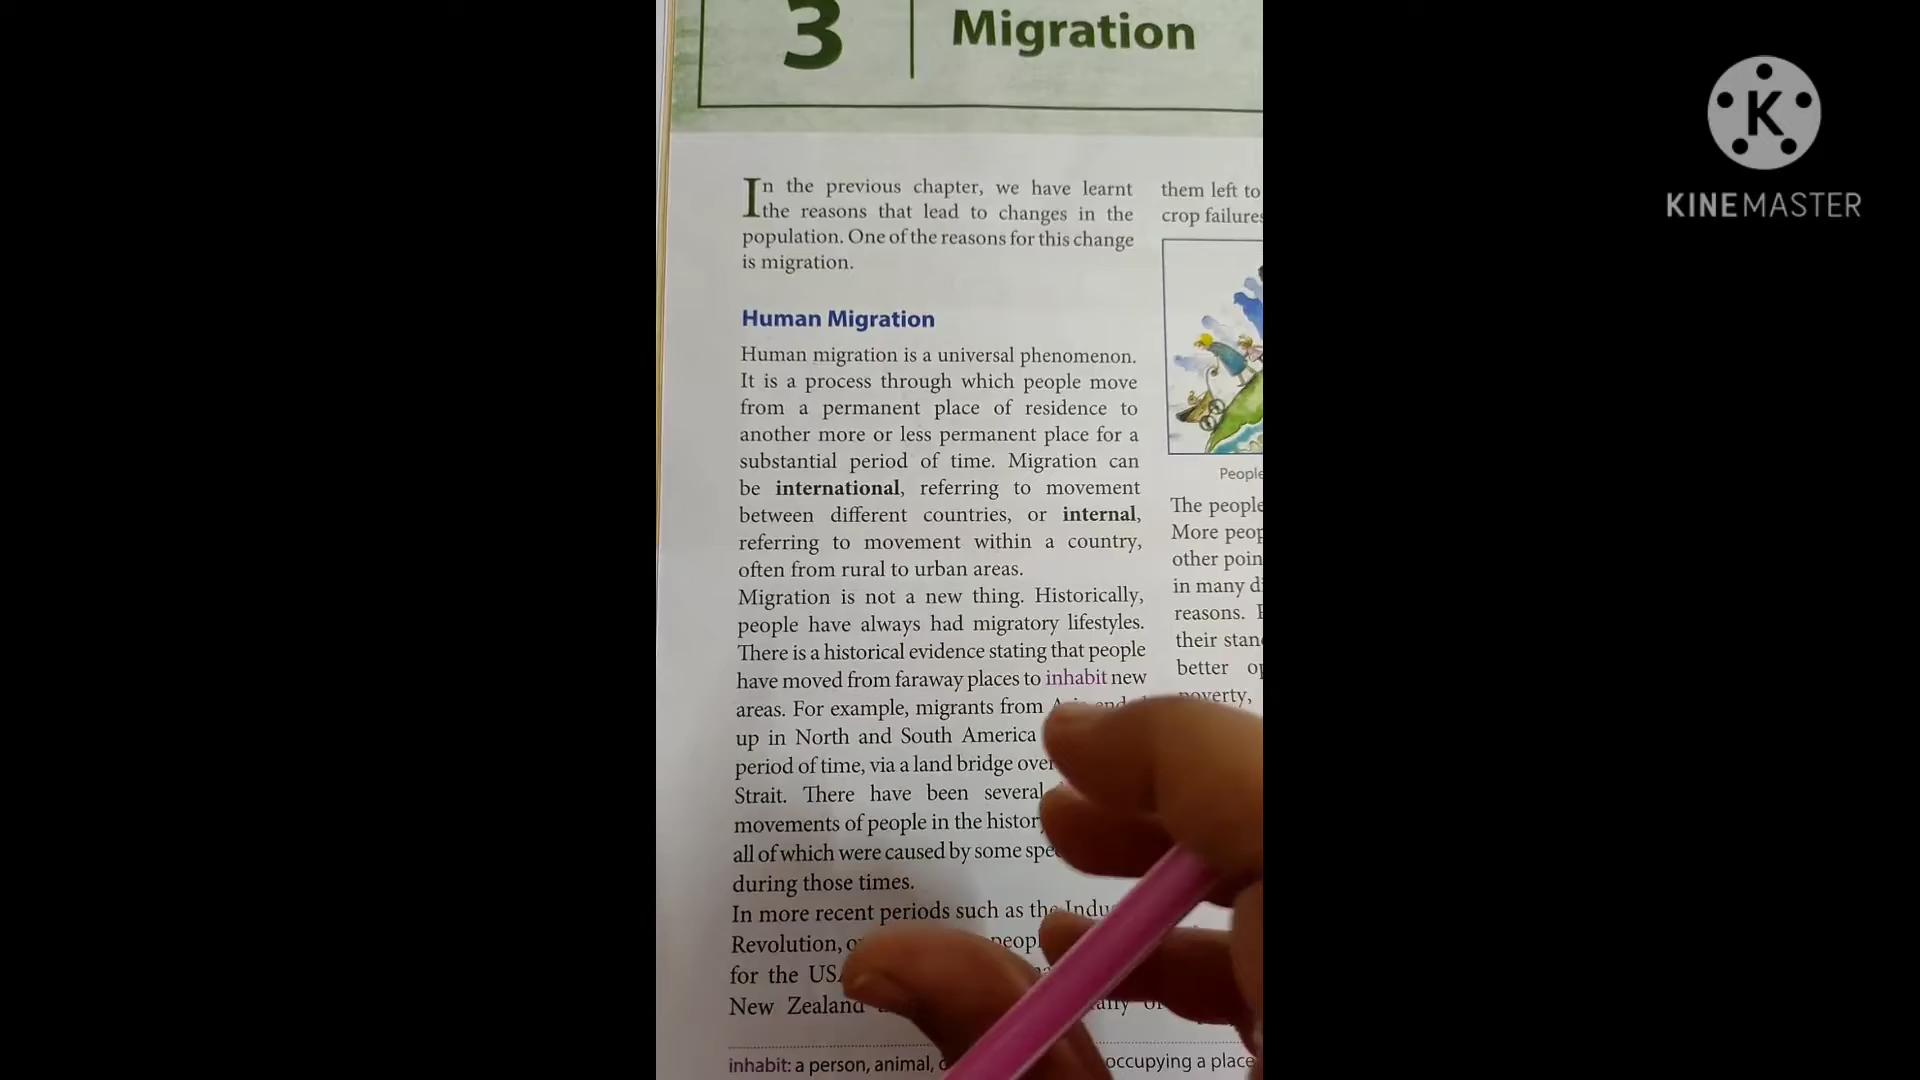 3
Migration
K
KINEMASTER
In the previous chapter, we have learnt
the reasons that lead to changes in the
population. One of the reasons for this change
is migration.
Human Migration
Human migration is a universal phenomenon.
It is a process through which people move
from a permanent place of residence to
another more or less permanent place for a
substantial period of time. Migration can
be international, referring to movement
between different countries, or internal,
referring to movement within a country,
often from rural to urban areas.
Migration is not a new thing. Historically,
people have always had migratory lifestyles.
There is a historical evidence stating that people
have moved from faraway places to inhabit new
areas. For example, migrants from
up in North and South America
period of time, via a land bridge over
Strait. There have been several
movements of people in the history
all of which were caused by some
during those times.
In more recent periods such as the
Revolution,
for the USA
New Zealand
inhabit: a person, animal, occupying a place
them left to
crop failures
People
The people
More
other
in many
reasons.
their
better
poverty,